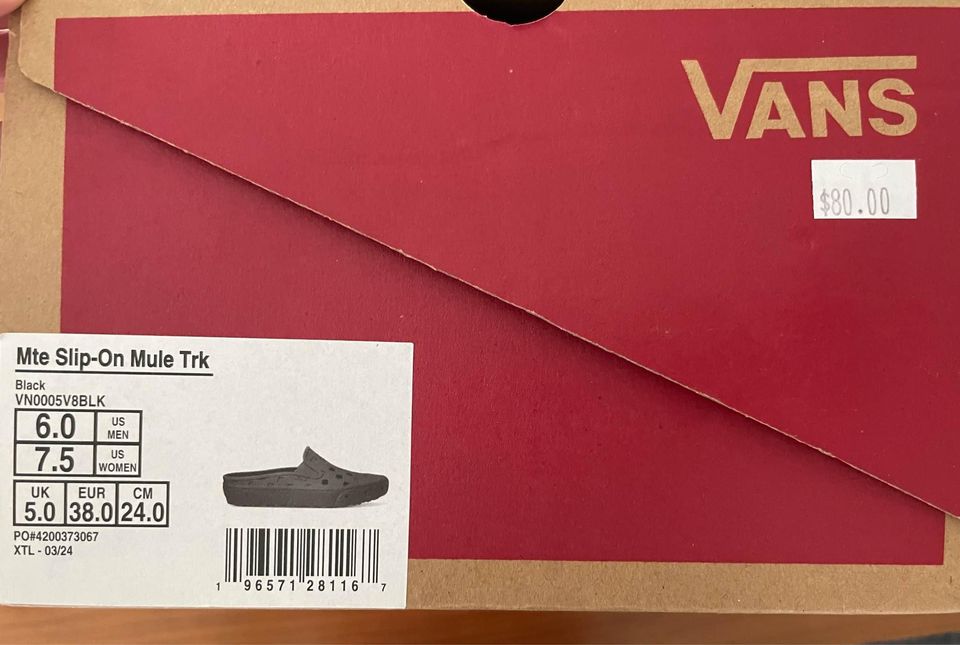 VANS
$80.00
Mte Slip-On Mule Trk
Black
VN0005V8BLK
6.0 US MEN
7.5 US WOMEN
UK EUR CM
5.0 38.0 24.0
PO#4200373067
XTL - 03/24
1 96571 28116 7